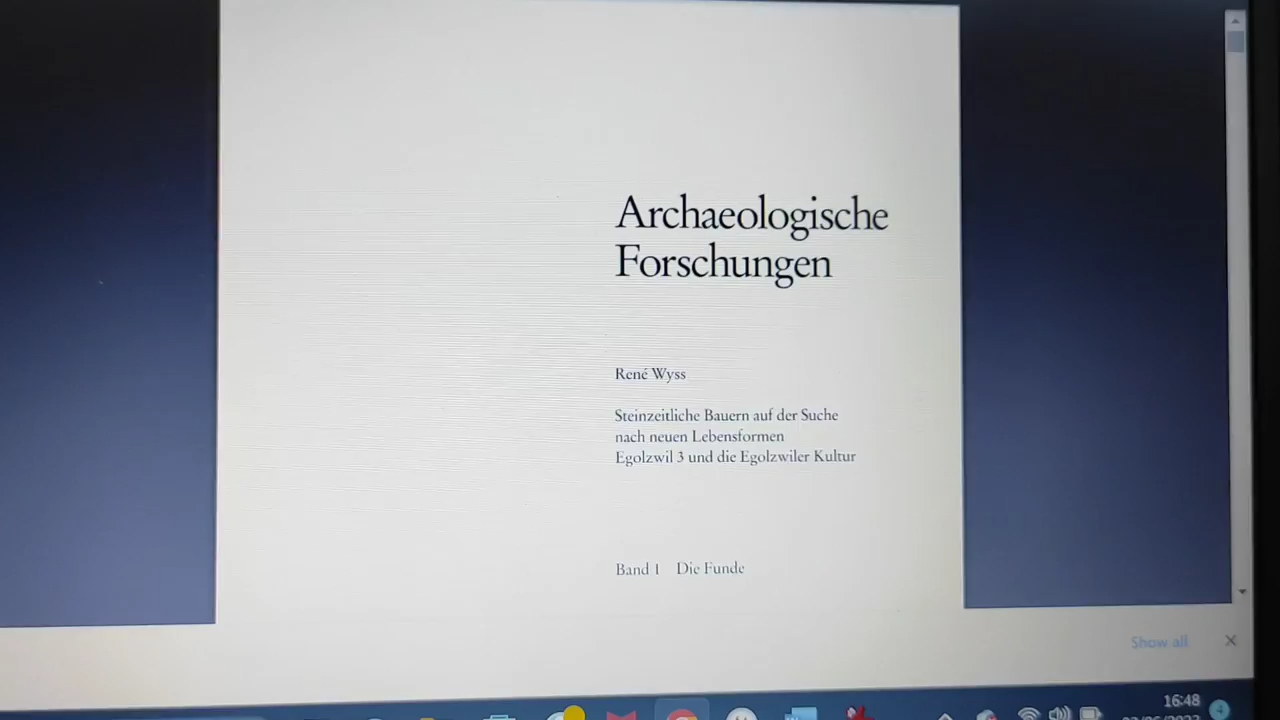 Archaeologische
Forschungen
René Wyss
Steinzeitliche Bauern auf der Suche
nach neuen Lebensformen
Egolzwil 3 und die Egolzwiler Kultur
Band 1 Die Funde
Show all
16:48
4